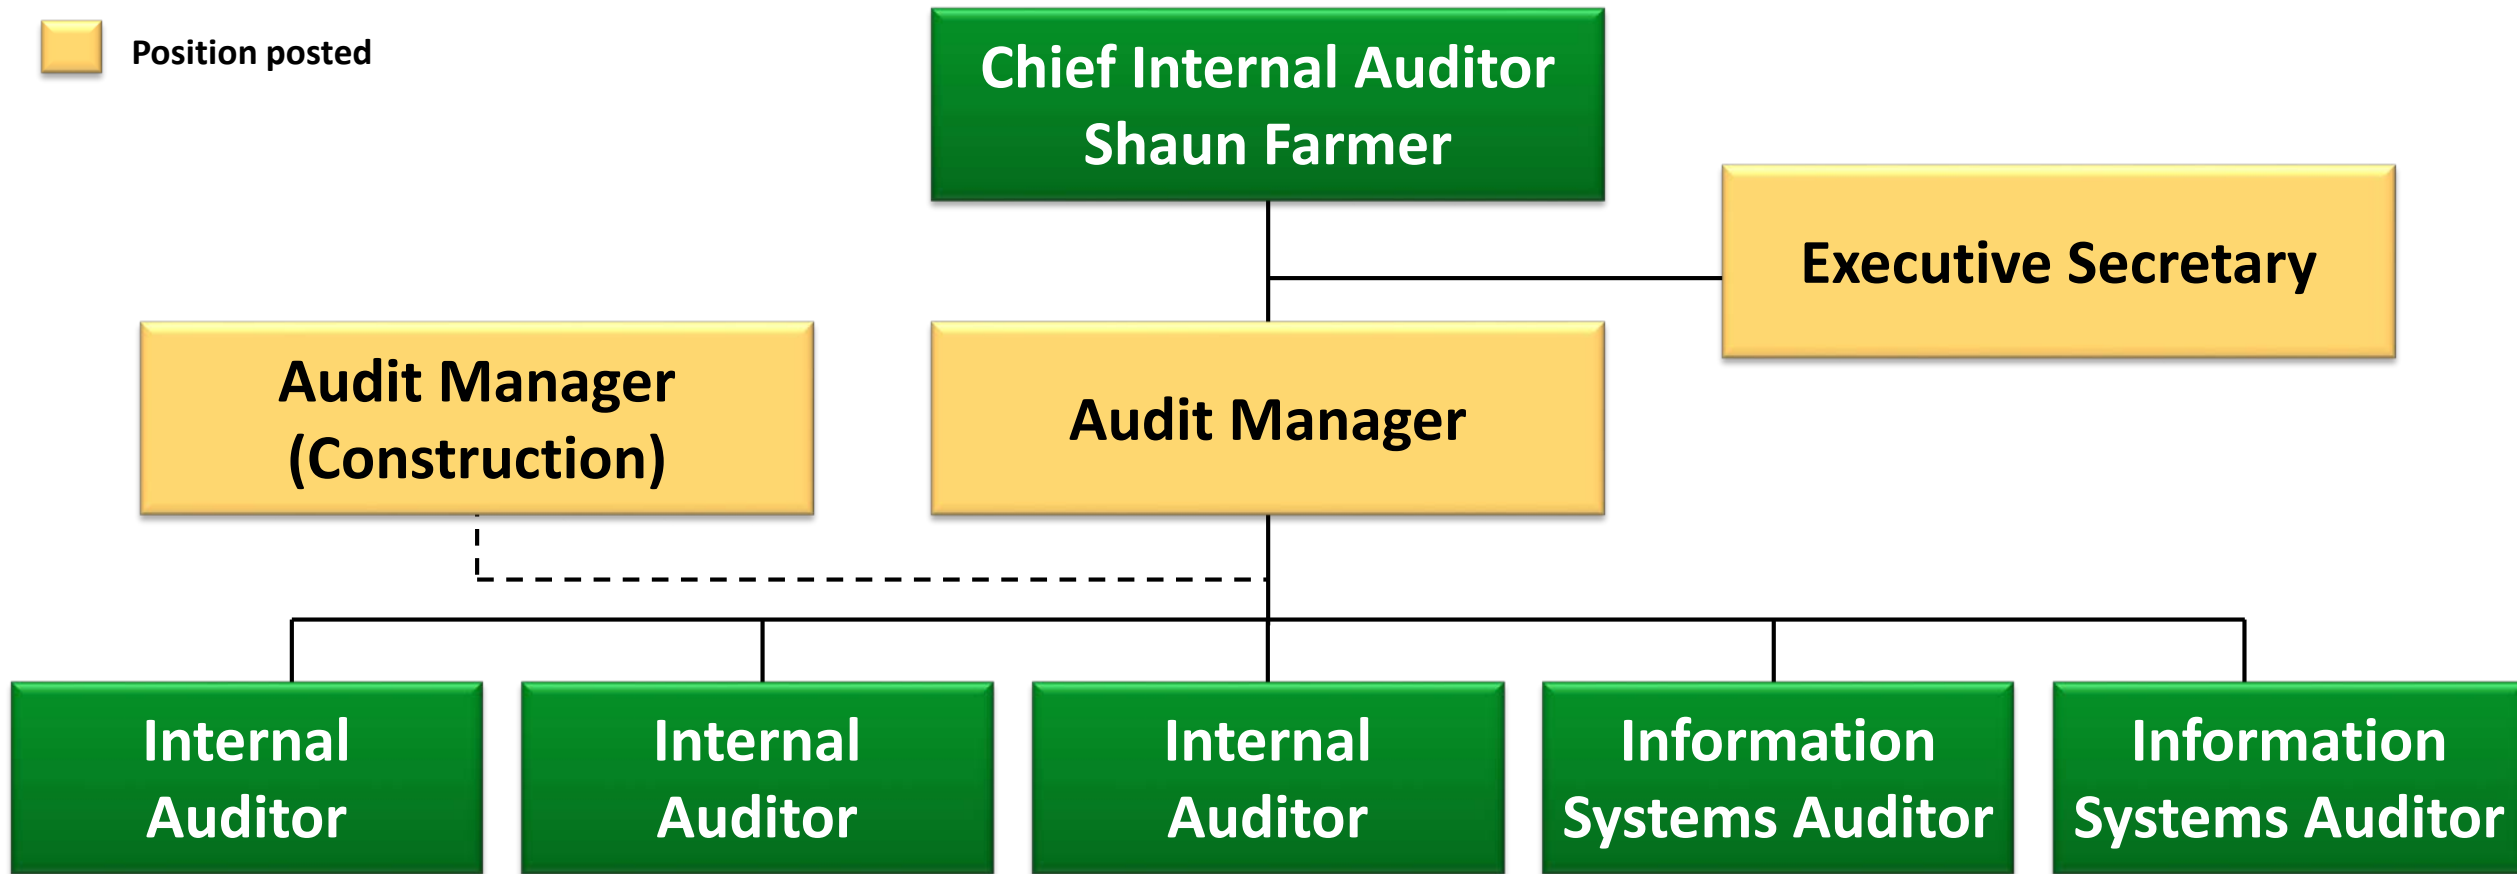 Position posted
Chief Internal Auditor
Shaun Farmer
Executive Secretary
Audit Manager
(Construction)
Audit Manager
Internal
Auditor
Internal
Auditor
Internal
Auditor
Information
Systems Auditor
Information
Systems Auditor